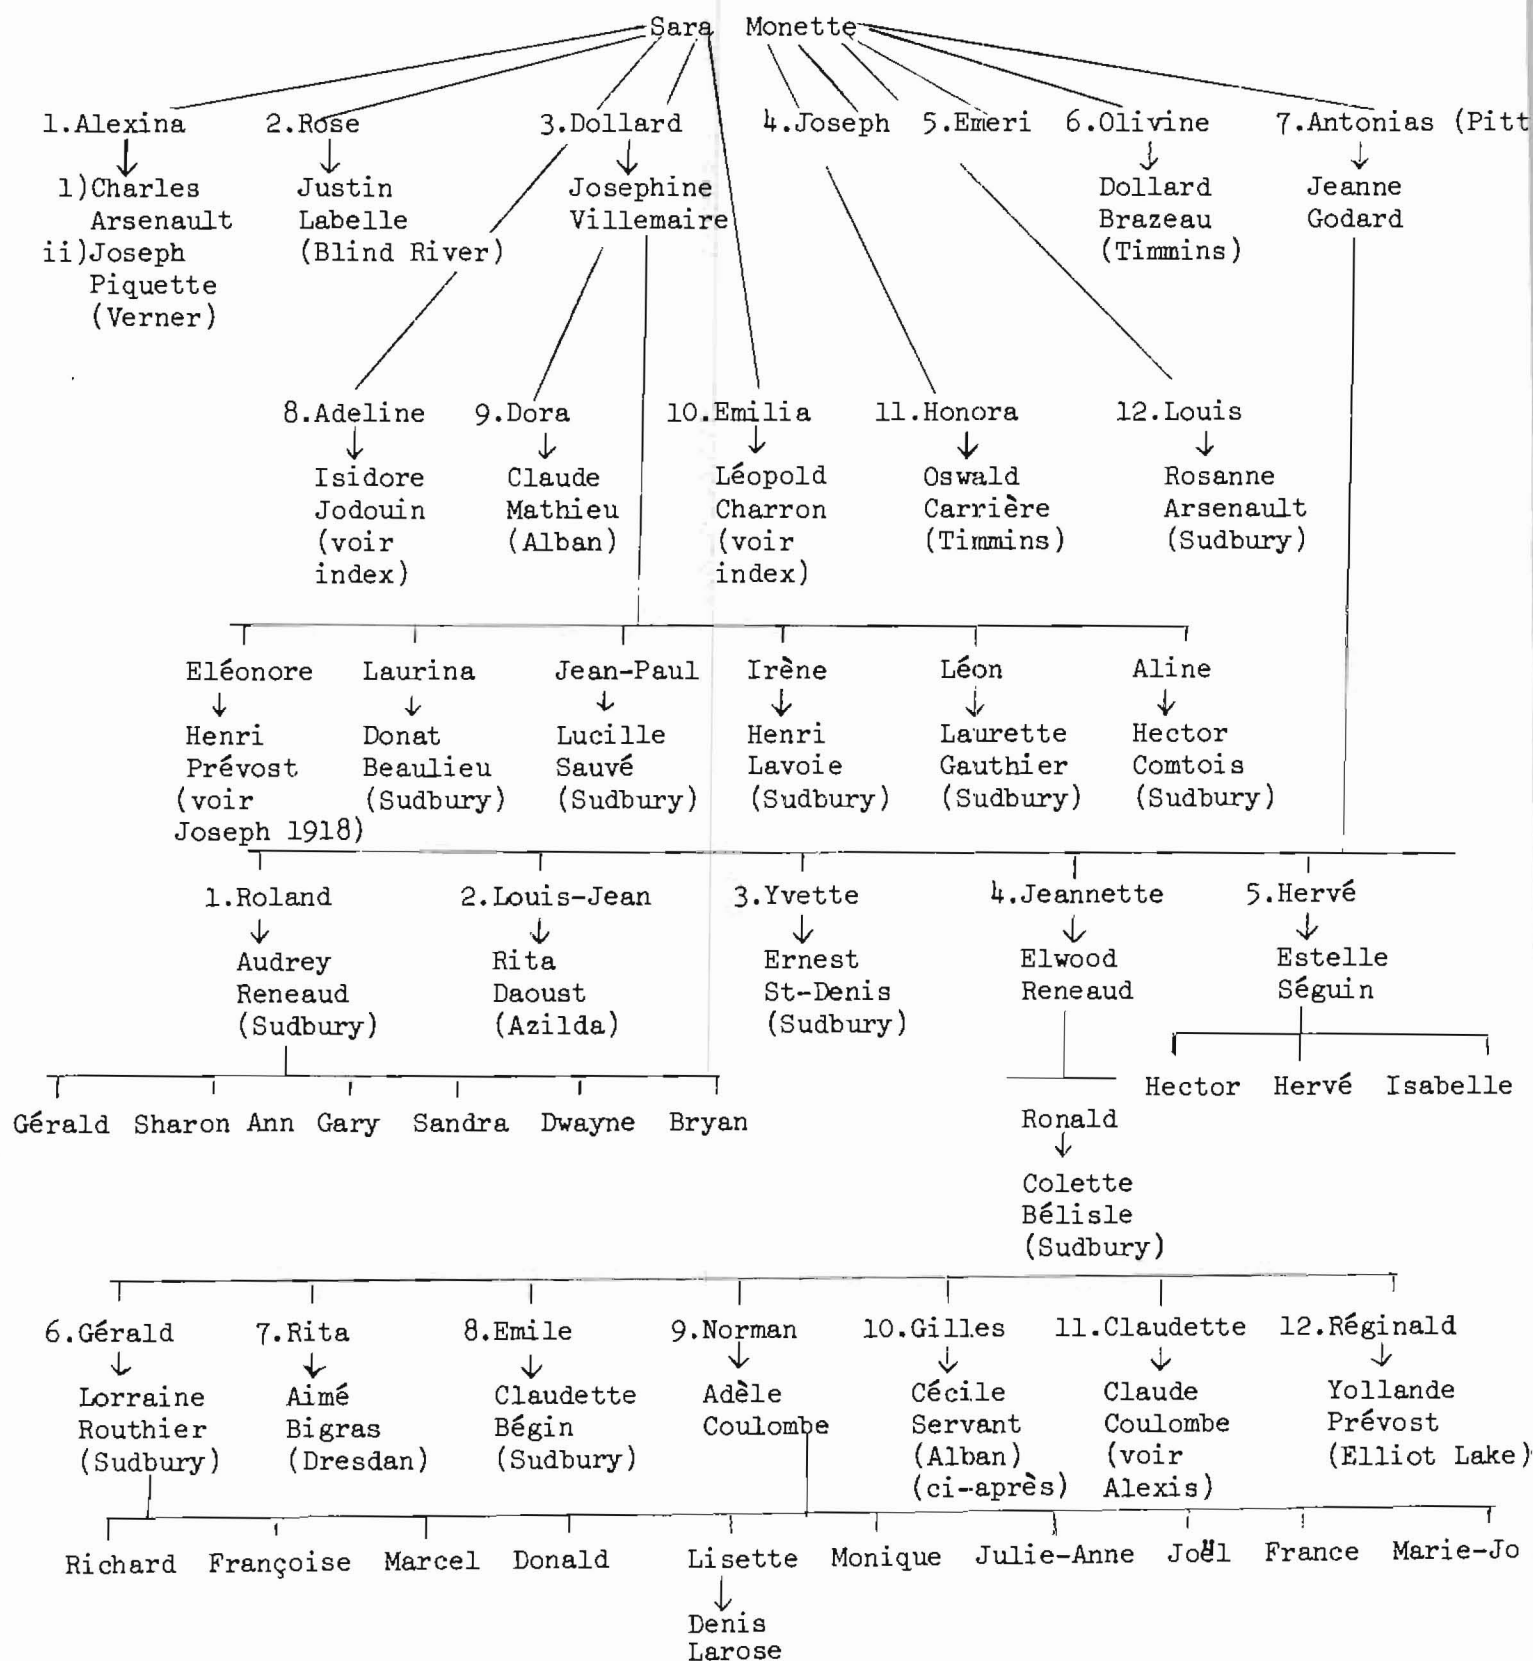 Sara Monette
1.Alexina 2.Rose 3.Dollard 4.Joseph 5.Emeri 6.Olivine 7.Antonias (Pitt
1)Charles Justin Josephine Dollard Jeanne
Arsenault Labelle Villemaire Brazeau Godard
ii)Joseph (Blind River) (Timmins)
Piquette
(Verner)
8.Adeline 9.Dora 10.Emilia 11.Honora 12.Louis
Isidore Claude Léopold Oswald Rosanne
Jodouin Mathieu Charron Carrière Arsenault
(voir (Alban) (voir (Timmins) (Sudbury)
index) index)
Eléonore Laurina Jean-Paul Irène Léon Aline
Henri Donat Lucille Henri Laurette Hector
Prévost Beaulieu Sauvé Lavoie Gauthier Comtois
(voir (Sudbury) (Sudbury) (Sudbury) (Sudbury) (Sudbury)
Joseph 1918)
1.Roland 2.Louis-Jean 3.Yvette 4.Jeannette 5.Hervé
Audrey Rita Ernest Elwood Estelle
Reneaud Daoust St-Denis Reneaud Séguin
(Sudbury) (Azilda) (Sudbury)
Hector Hervé Isabelle
Gérald Sharon Ann Gary Sandra Dwayne Bryan Ronald
Colette
Bélisle
(Sudbury)
6.Gérald 7.Rita 8.Emile 9.Norman 10.Gilles 11.Claudette 12.Réginald
Lorraine Aimé Claudette Adèle Cécile Claude Yollande
Routhier Bigras Bégin Coulombe Servant Coulombe Prévost
(Sudbury) (Dresdan) (Sudbury) (Alban) (voir (Elliot Lake)
(ci-après) Alexis)
Richard Françoise Marcel Donald Lisette Monique Julie-Anne Joël France Marie-Jo
Denis
Larose